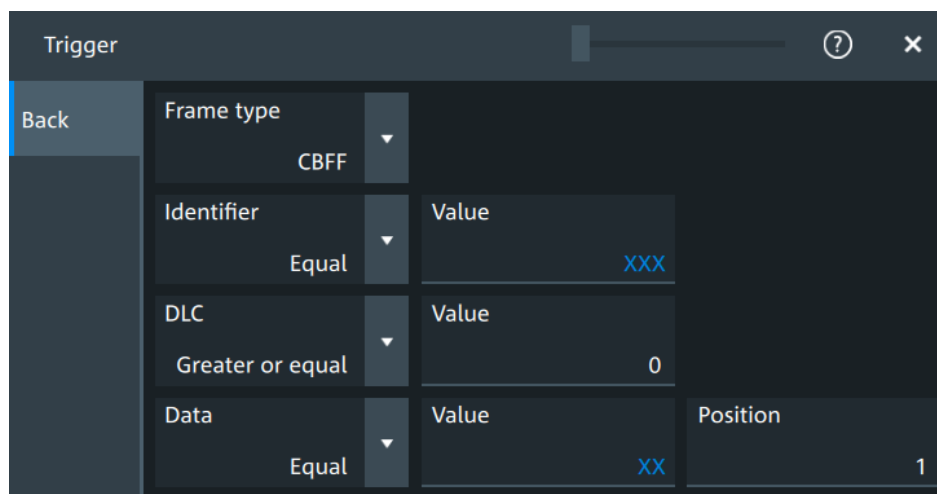 Trigger
?
×
Back
Frame type
CBFF
Identifier
Equal
Value
XXX
DLC
Greater or equal
Value
0
Data
Equal
Value
XX
Position
1